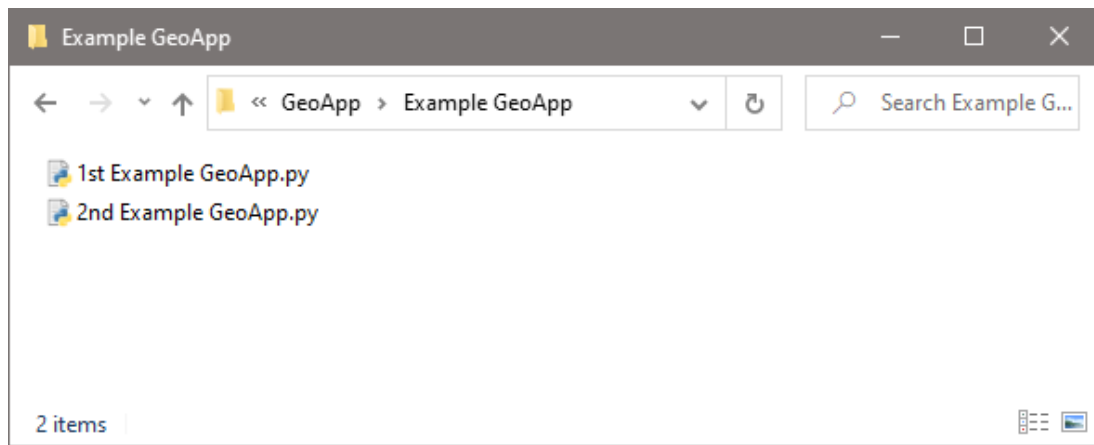 Example GeoApp
« GeoApp > Example GeoApp
Search Example G...
1st Example GeoApp.py
2nd Example GeoApp.py
2 items